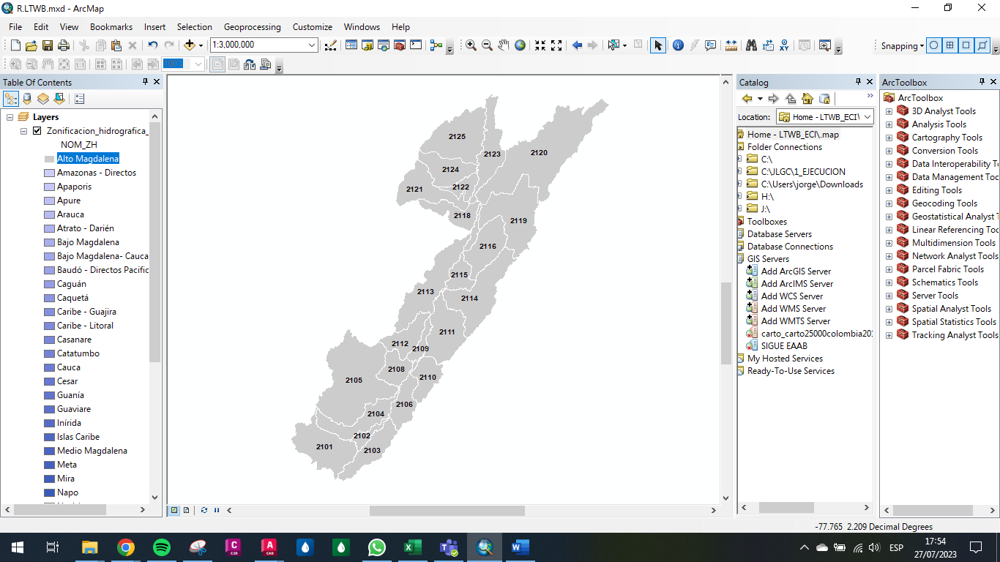 R.LTWB.mxd - ArcMap
File Edit View Bookmarks Insert Selection Geoprocessing Customize Windows Help
1:3,000,000
Snapping
100%
Table Of Contents
Layers
Zonificacion_hidrografica_
NOM_ZH
Alto Magdalena
Amazonas - Directos
Apaporis
Apure
Arauca
Atrato - Darién
Bajo Magdalena
Bajo Magdalena- Cauca
Baudó - Directos Pacific
Caguán
Caquetá
Caribe - Guajira
Caribe - Litoral
Casanare
Catatumbo
Cauca
Cesar
Guanía
Guaviare
Inírida
Islas Caribe
Medio Magdalena
Meta
Mira
Napo
2125
2123
2120
2124
2122
2121
2118
2119
2116
2115
2113
2114
2111
2112
2109
2108
2110
2105
2106
2104
2102
2101
2103
Catalog
Location: Home - LTWB_ECI\
Home - LTWB_ECI\.map
Folder Connections
C:\
C:\JLGC\1_EJECUCION
C:\Users\jorge\Downloads
H:\
J:\
Toolboxes
Database Servers
Database Connections
GIS Servers
Add ArcGIS Server
Add ArcIMS Server
Add WCS Server
Add WMS Server
Add WMTS Server
carto_carto25000colombia20
SIGUE EAAB
My Hosted Services
Ready-To-Use Services
ArcToolbox
ArcToolbox
3D Analyst Tools
Analysis Tools
Cartography Tools
Conversion Tools
Data Interoperability T
Data Management Toc
Editing Tools
Geocoding Tools
Geostatistical Analyst T
Linear Referencing Toc
Multidimension Tools
Network Analyst Tools
Parcel Fabric Tools
Schematics Tools
Server Tools
Spatial Analyst Tools
Spatial Statistics Tools
Tracking Analyst Tools
-77.765 2.209 Decimal Degrees
ESP
17:54
27/07/2023